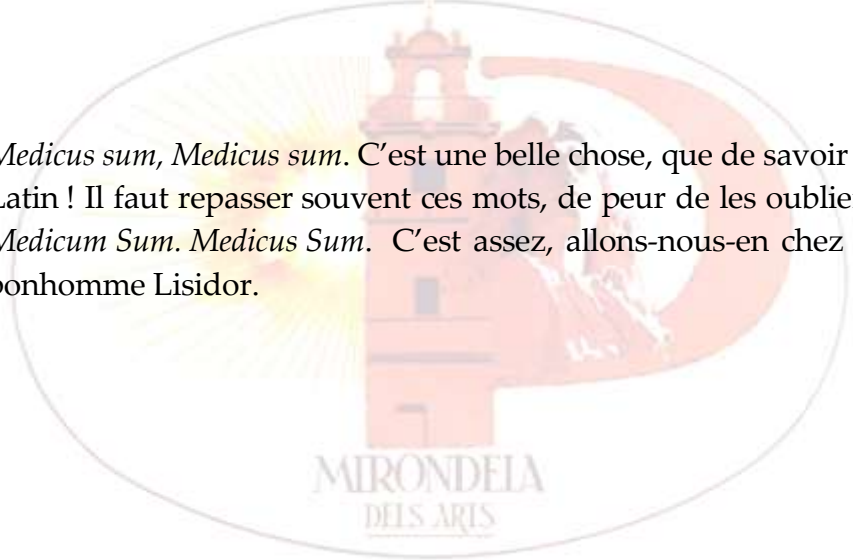 Medicus sum, Medicus sum. C’est une belle chose, que de savoir
Latin ! Il faut repasser souvent ces mots, de peur de les oublie
Medicum Sum. Medicus Sum. C’est assez, allons-nous-en chez
bonhomme Lisidor.
MIRONDELA
DELS ARTS